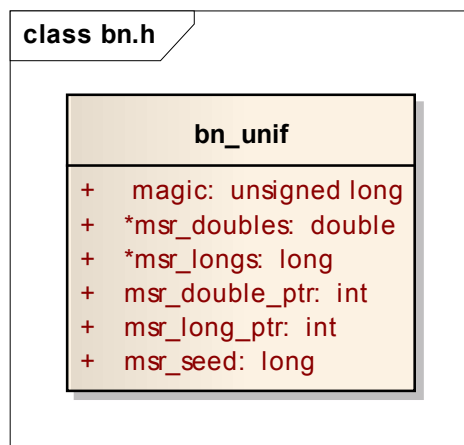 class bn.h
bn_unif
+ magic: unsigned long
+ *msr_doubles: double
+ *msr_longs: long
+ msr_double_ptr: int
+ msr_long_ptr: int
+ msr_seed: long